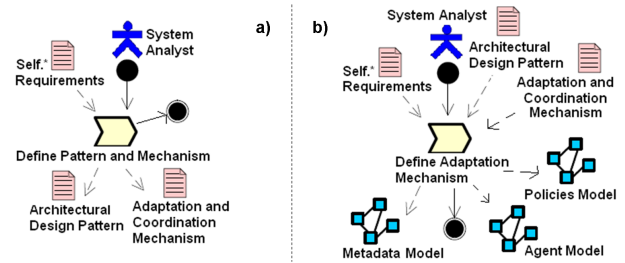 a)
System
Analyst
Self.*
Requirements
Define Pattern and Mechanism
Architectural
Design Pattern
Adaptation and
Coordination
Mechanism
b)
System Analyst
Architectural
Design Pattern
Self.*
Requirements
Adaptation and
Coordination
Mechanism
Define Adaptation
Mechanism
Policies Model
Metadata Model
Agent Model